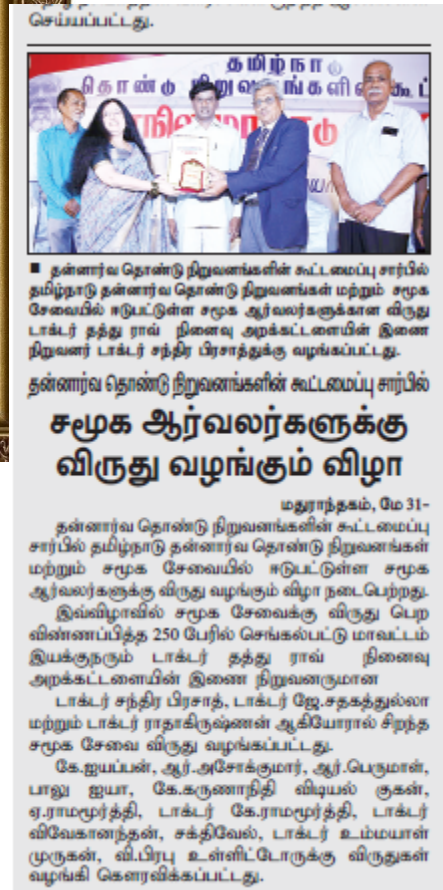 செய்யப்பட்டது.
தமிழ்நாடு
■ தன்னார்வ தொண்டு நிறுவனங்களின் கூட்டமைப்பு சார்பில்
தமிழ்நாடு தன்னார்வ தொண்டு நிறுவனங்கள் மற்றும் சமூக
சேவையில் ஈடுபட்டுள்ள சமூக ஆர்வலர்களுக்கான விருது
டாக்டர் தத்து ராவ் நினைவு அறக்கட்டளையின் இணை
நிறுவனர் டாக்டர் சந்திர பிரசாத்துக்கு வழங்கப்பட்டது.
தன்னார்வ தொண்டு நிறுவனங்களின் கூட்டமைப்பு சார்பில்
சமூக ஆர்வலர்களுக்கு
விருது வழங்கும் விழா
மதுராந்தகம், மே 31-
தன்னார்வ தொண்டு நிறுவனங்களின் கூட்டமைப்பு
சார்பில் தமிழ்நாடு தன்னார்வ தொண்டு நிறுவனங்கள்
மற்றும் சமூக சேவையில் ஈடுபட்டுள்ள சமூக
ஆர்வலர்களுக்கு விருது வழங்கும் விழா நடைபெற்றது.
இவ்விழாவில் சமூக சேவைக்கு விருது பெற
விண்ணப்பித்த 250 பேரில் செங்கல்பட்டு மாவட்டம்
இயக்குநரும் டாக்டர் தத்து ராவ் நினைவு
அறக்கட்டளையின் இணை நிறுவனருமான
டாக்டர் சந்திர பிரசாத், டாக்டர் ஜே.சதகத்துல்லா
மற்றும் டாக்டர் ராதாகிருஷ்ணன் ஆகியோரால் சிறந்த
சமூக சேவை விருது வழங்கப்பட்டது.
கே.ஐயப்பன், ஆர்.அசோக்குமார், ஆர்.பெருமாள்,
பாலு ஐயா, கே.கருணாநிதி விடியல் குகன்,
ஏ.ராமமூர்த்தி, டாக்டர் கே.ராமமூர்த்தி, டாக்டர்
விவேகானந்தன், சக்திவேல், டாக்டர் உம்மயாள்
முருகன், வி.பிரபு உள்ளிட்டோருக்கு விருதுகள்
வழங்கி கௌரவிக்கப்பட்டது.